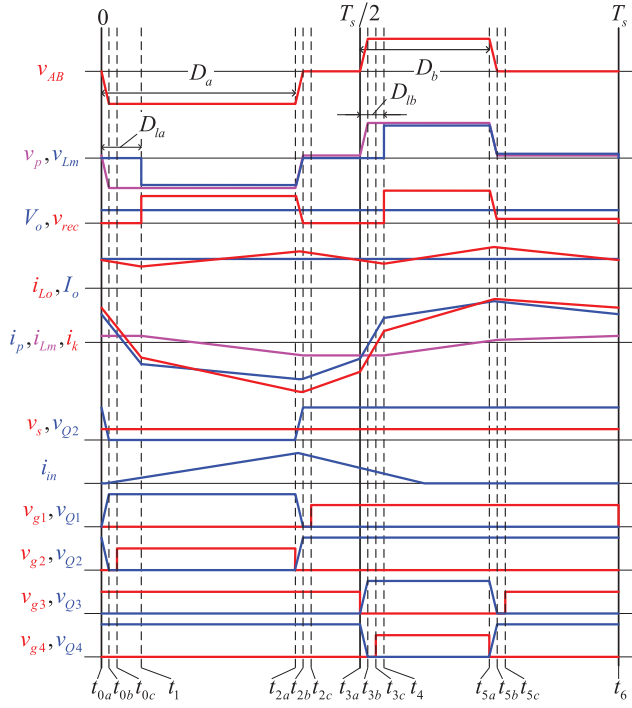 0 T_s/2 T_s
v_AB
D_a D_b
D_la D_lb
v_p,v_Lm
V_o,v_rec
i_Lo,I_o
i_p,i_Lm,i_k
v_s,v_Q2
i_in
v_g1,v_Q1
v_g2,v_Q2
v_g3,v_Q3
v_g4,v_Q4
t_0a t_0b t_0c t_1 t_2a t_2b t_2c t_3a t_3b t_3c t_4 t_5a t_5b t_5c t_6